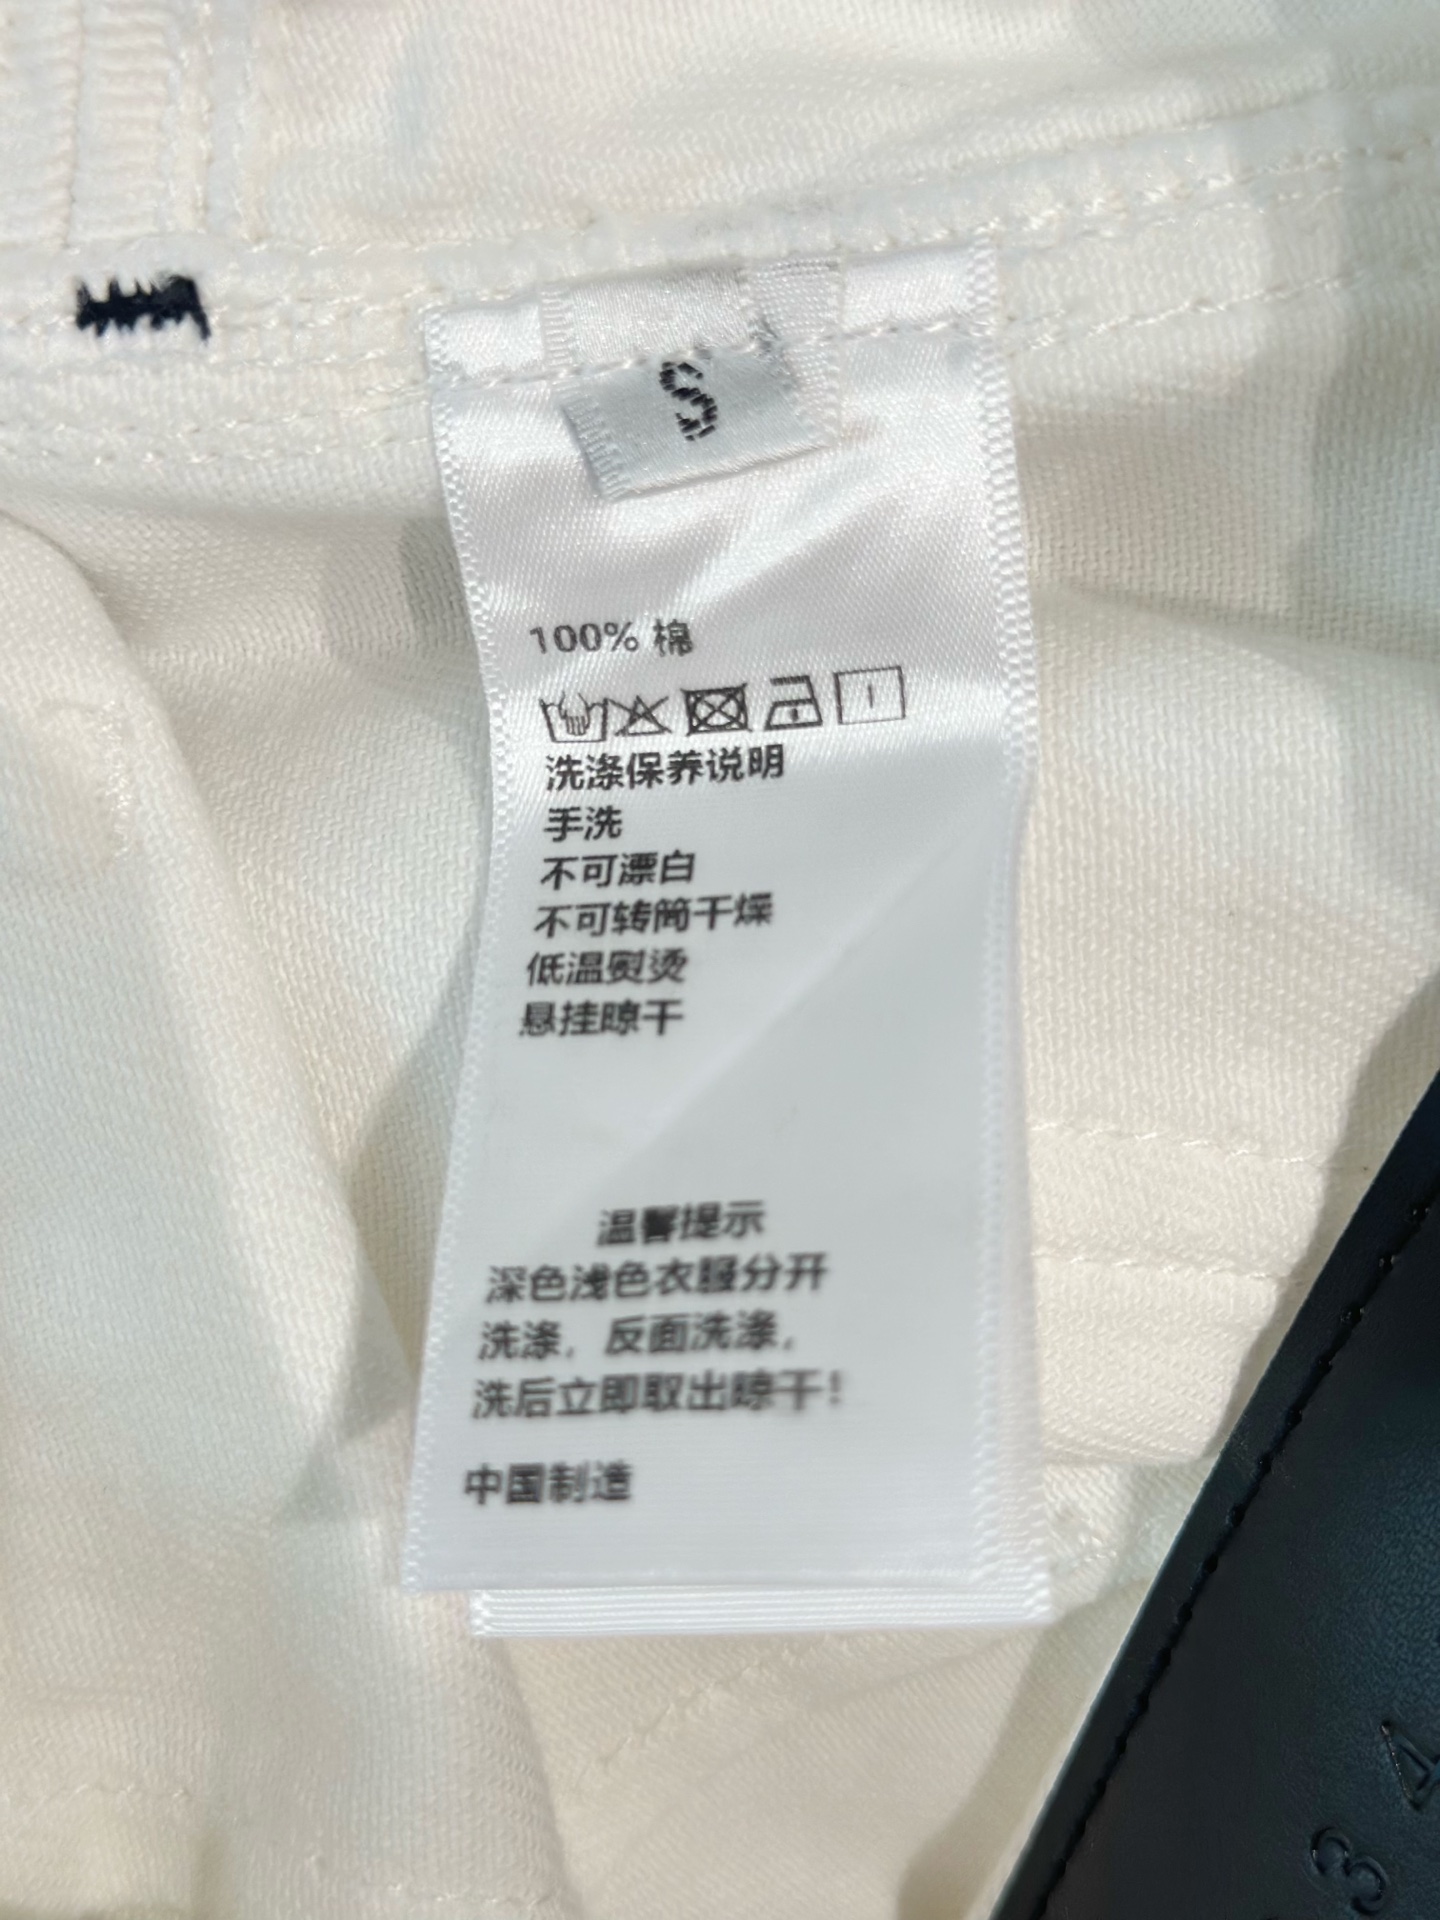 S
100% 棉
洗涤保养说明
手洗
不可漂白
不可转筒干燥
低温熨烫
悬挂晾干
温馨提示
深色浅色衣服分开
洗涤，反面洗涤，
洗后立即取出晾干！
中国制造
4
3